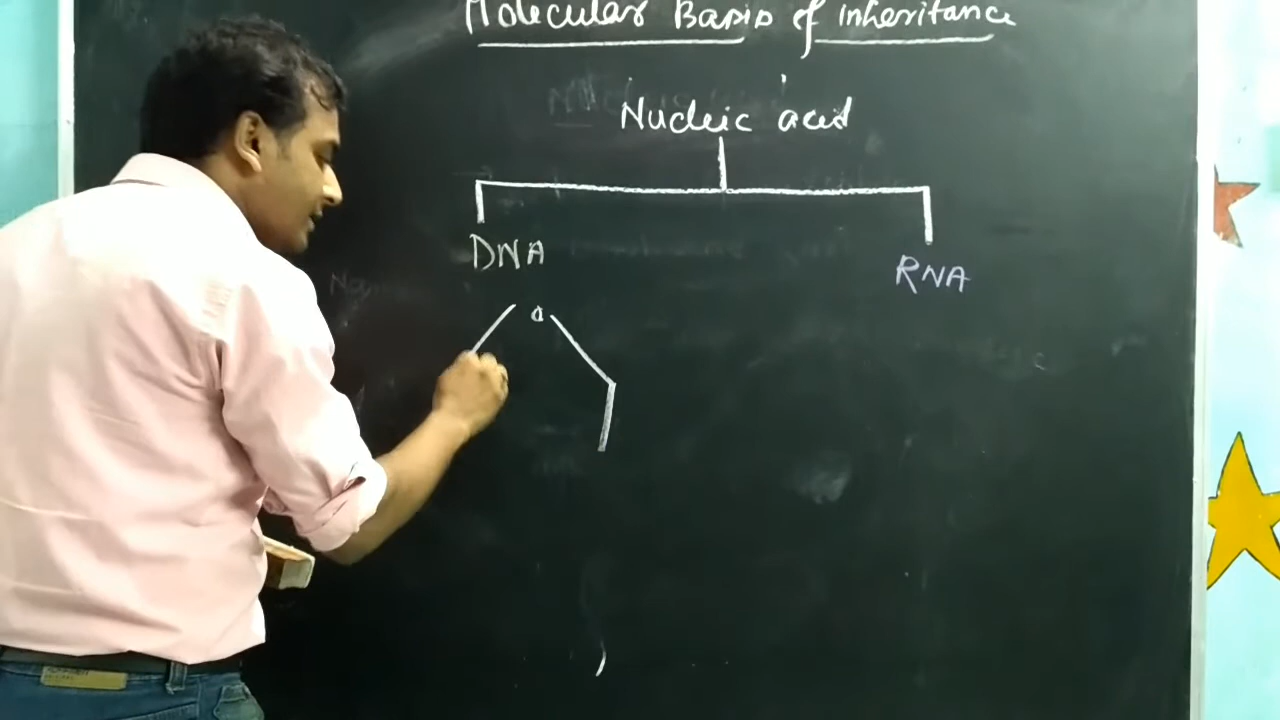 Molecular Basis of inheritance
Nucleic acid
DNA
RNA
o